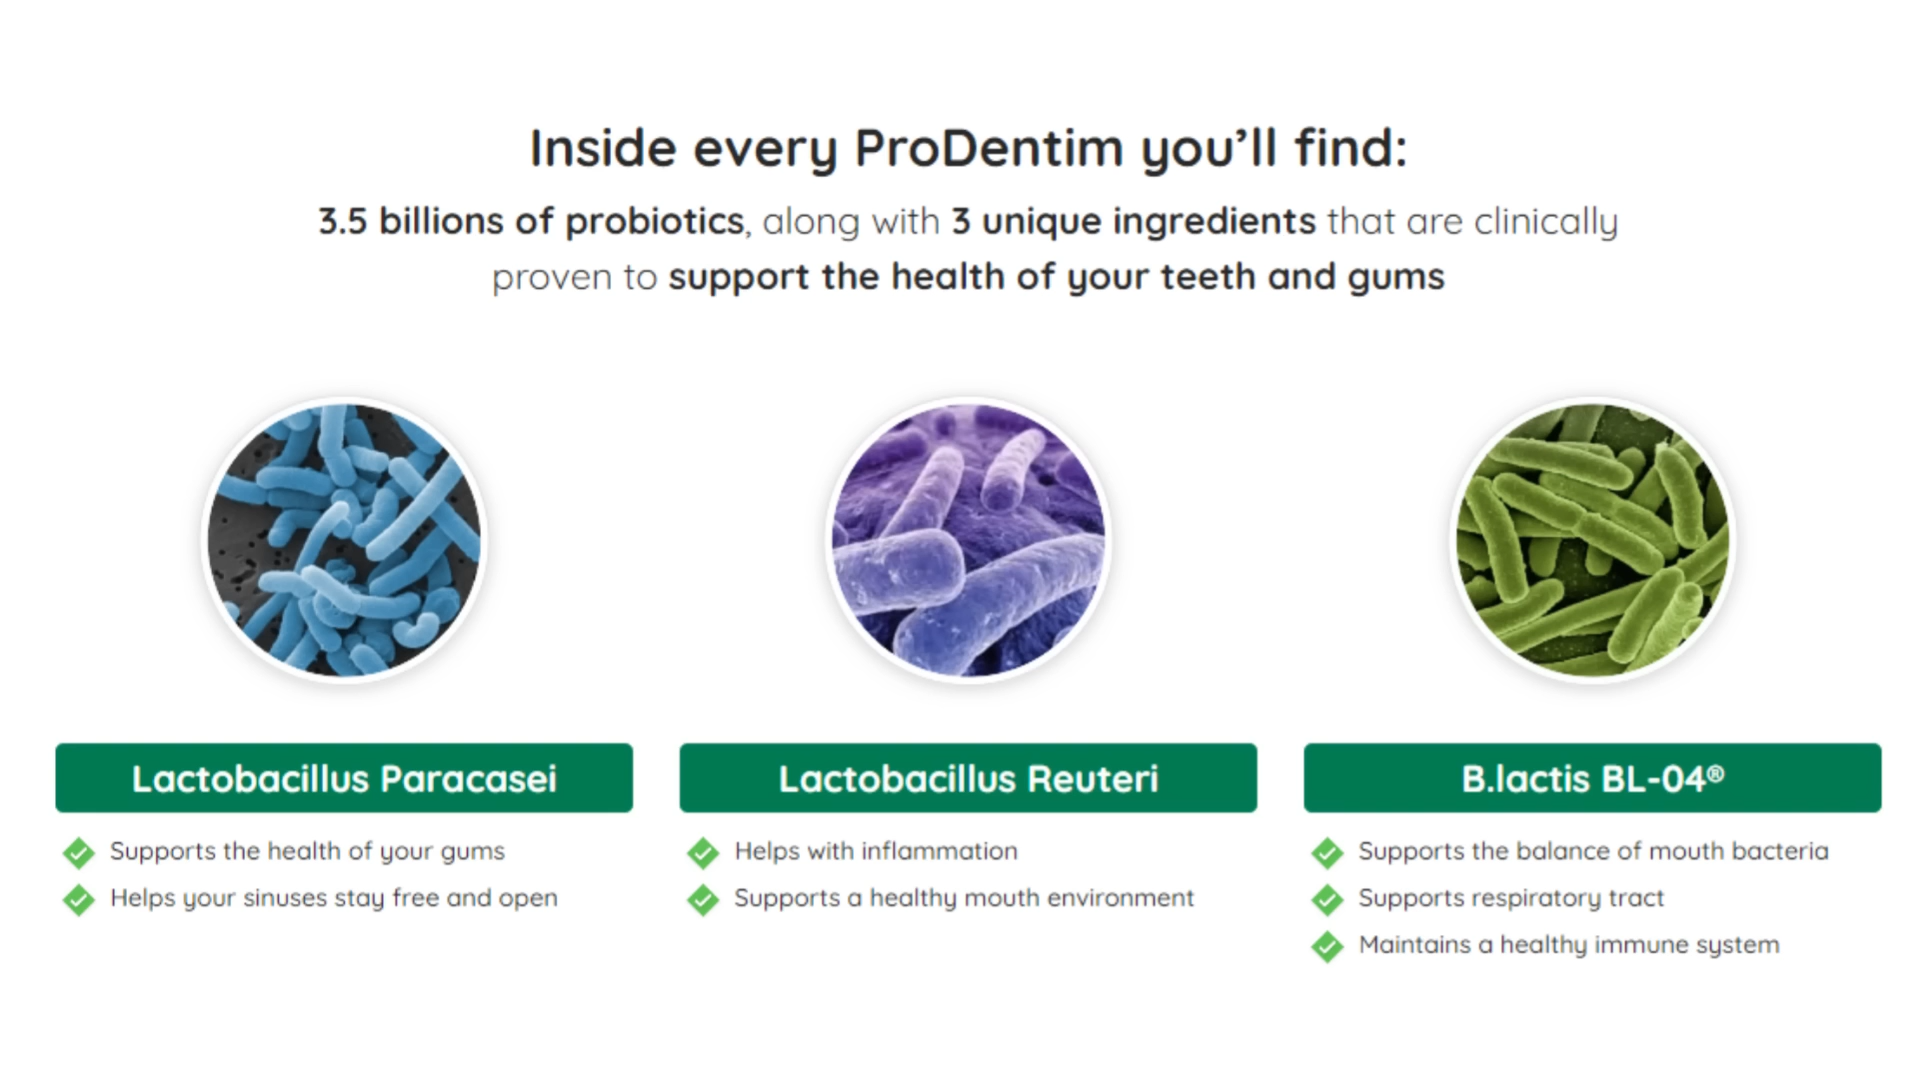 Inside every ProDentim you’ll find:
3.5 billions of probiotics, along with 3 unique ingredients that are clinically
proven to support the health of your teeth and gums
Lactobacillus Paracasei
Supports the health of your gums
Helps your sinuses stay free and open
Lactobacillus Reuteri
Helps with inflammation
Supports a healthy mouth environment
B.lactis BL-04®
Supports the balance of mouth bacteria
Supports respiratory tract
Maintains a healthy immune system